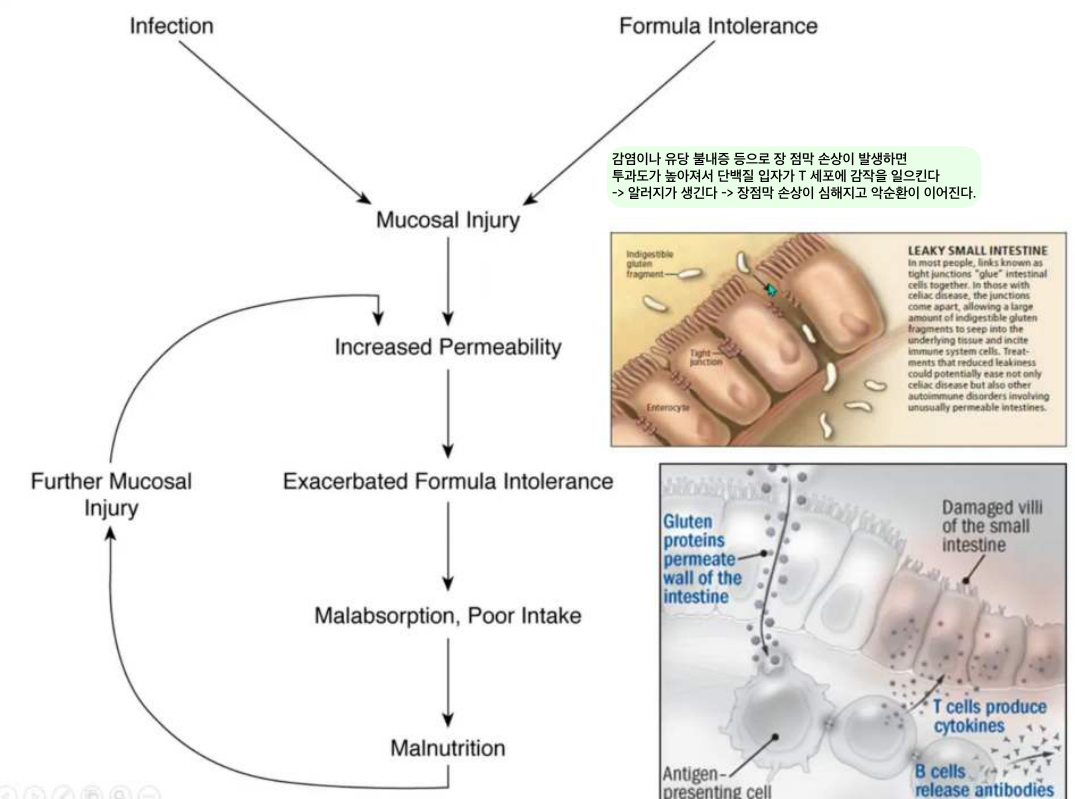 Infection
Formula Intolerance
감염이나 유당 불내증 등으로 장 점막 손상이 발생하면
투과도가 높아져서 단백질 입자가 T 세포에 감작을 일으킨다
-> 알러지가 생긴다 -> 장점막 손상이 심해지고 악순환이 이어진다.
Mucosal Injury
Increased Permeability
Further Mucosal
Injury
Exacerbated Formula Intolerance
Malabsorption, Poor Intake
Malnutrition
Indigestible
gluten
fragment
Tight
junction
Enterocyte
LEAKY SMALL INTESTINE
In most people, links known as
tight junctions "glue" intestinal
cells together. In those with
celiac disease, the junctions
come apart, allowing a large
amount of indigestible gluten
fragments to seep into the
underlying tissue and incite
immune system cells. Treat-
ments that reduced leakiness
could potentially ease not only
celiac disease but also other
autoimmune disorders involving
unusually permeable intestines.
Gluten
proteins
permeate
wall of the
intestine
Damaged villi
of the small
intestine
T cells produce
cytokines
B cells
release antibodies
Antigen-
presenting cell